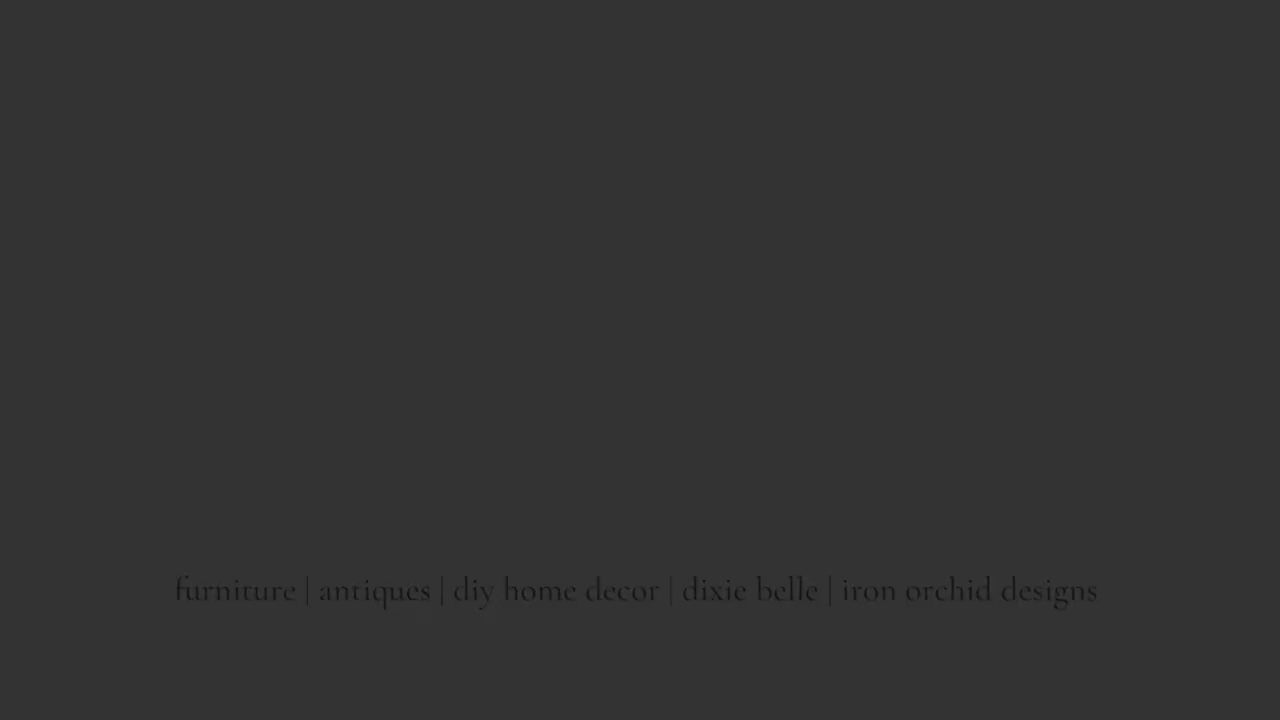 furniture | antiques | diy home decor | dixie belle | iron orchid designs